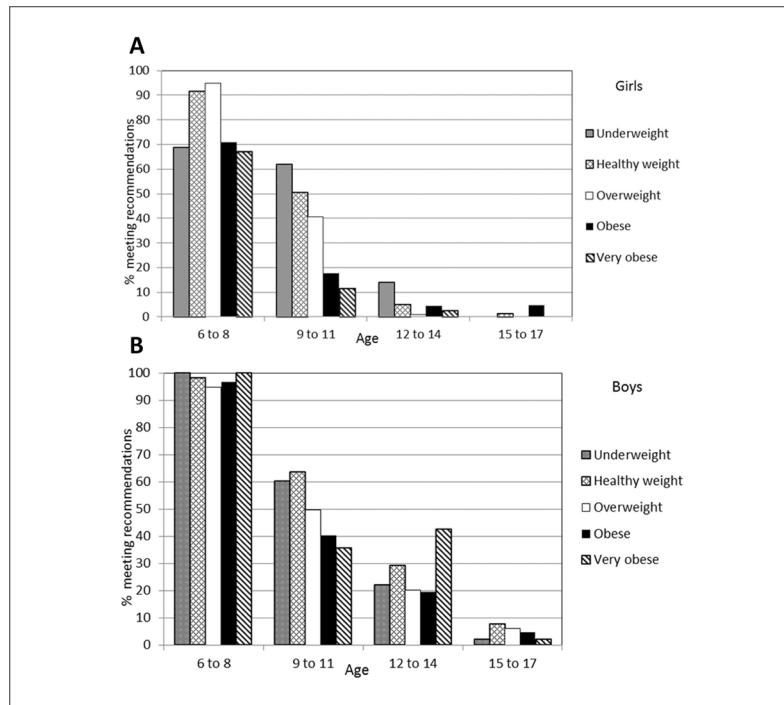 A
100
90
80
70
60
50
40
30
20
10
0
% meeting recommendations
6 to 8
9 to 11
12 to 14
15 to 17
Age
Girls
Underweight
Healthy weight
Overweight
Obese
Very obese
B
100
90
80
70
60
50
40
30
20
10
0
% meeting recommendations
6 to 8
9 to 11
12 to 14
15 to 17
Age
Boys
Underweight
Healthy weight
Overweight
Obese
Very obese